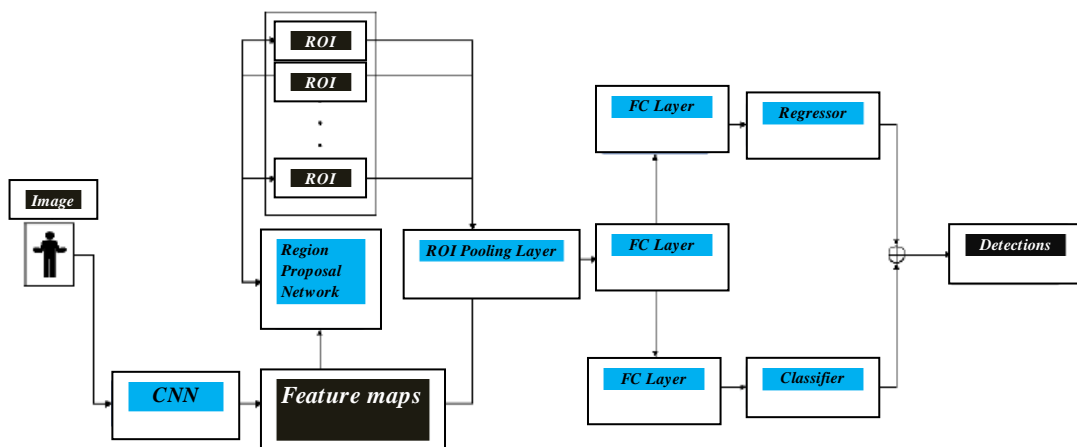 ROI
ROI
ROI
Image
Region
Proposal
Network
CNN
Feature maps
ROI Pooling Layer
FC Layer
Regressor
FC Layer
FC Layer
Classifier
Detections